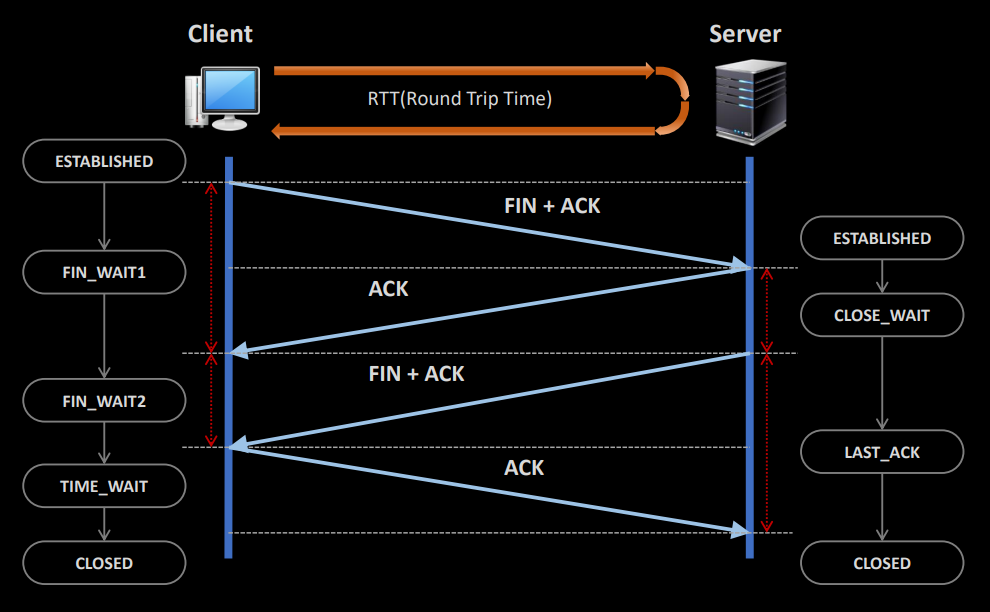 Client
Server
RTT(Round Trip Time)
ESTABLISHED
FIN + ACK
ESTABLISHED
FIN_WAIT1
ACK
CLOSE_WAIT
FIN + ACK
FIN_WAIT2
LAST_ACK
ACK
TIME_WAIT
CLOSED
CLOSED